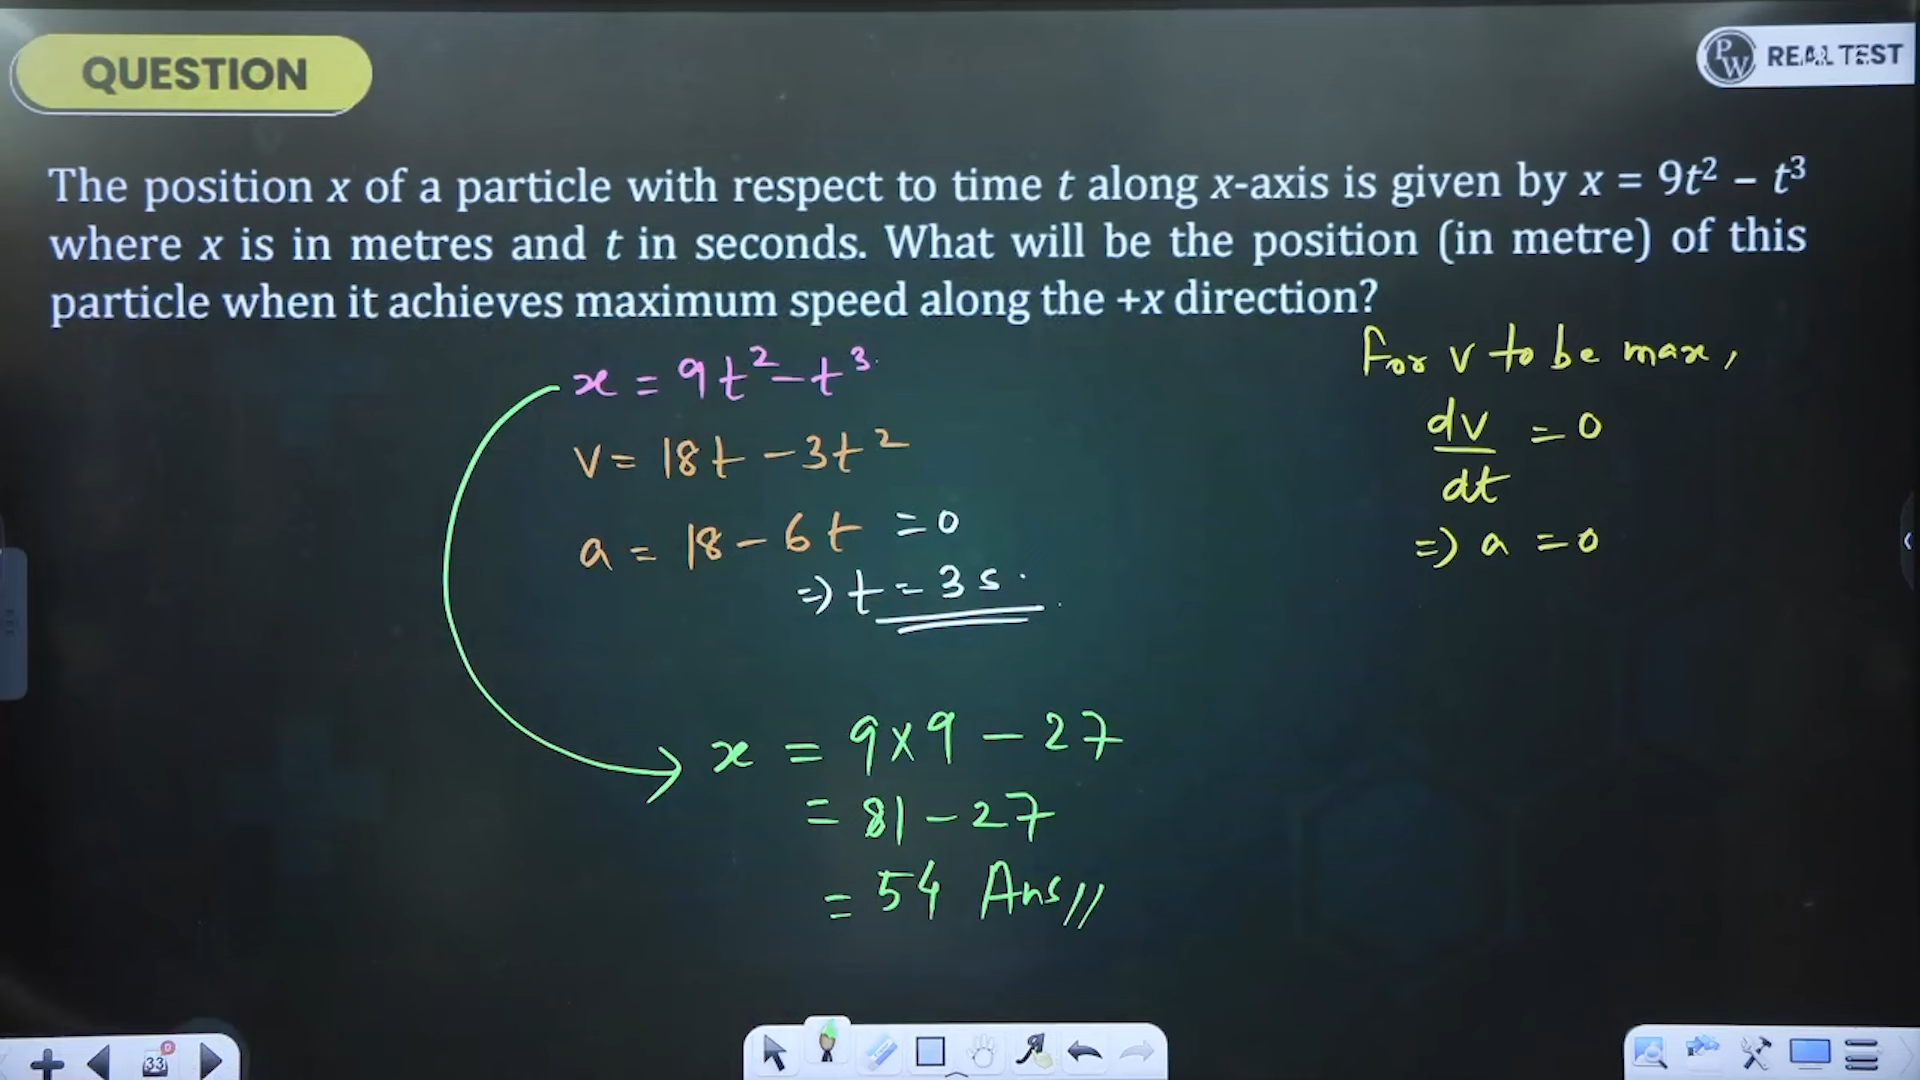 QUESTION
PW REAL TEST
The position x of a particle with respect to time t along x-axis is given by x = 9t² – t³
where x is in metres and t in seconds. What will be the position (in metre) of this
particle when it achieves maximum speed along the +x direction?
x = 9t² – t³
v = 18t – 3t²
a = 18 – 6t = 0
⇒ t = 3 s.
For v to be max,
dv/dt = 0
⇒ a = 0
x = 9×9 – 27
= 81 – 27
= 54 Ans //
33